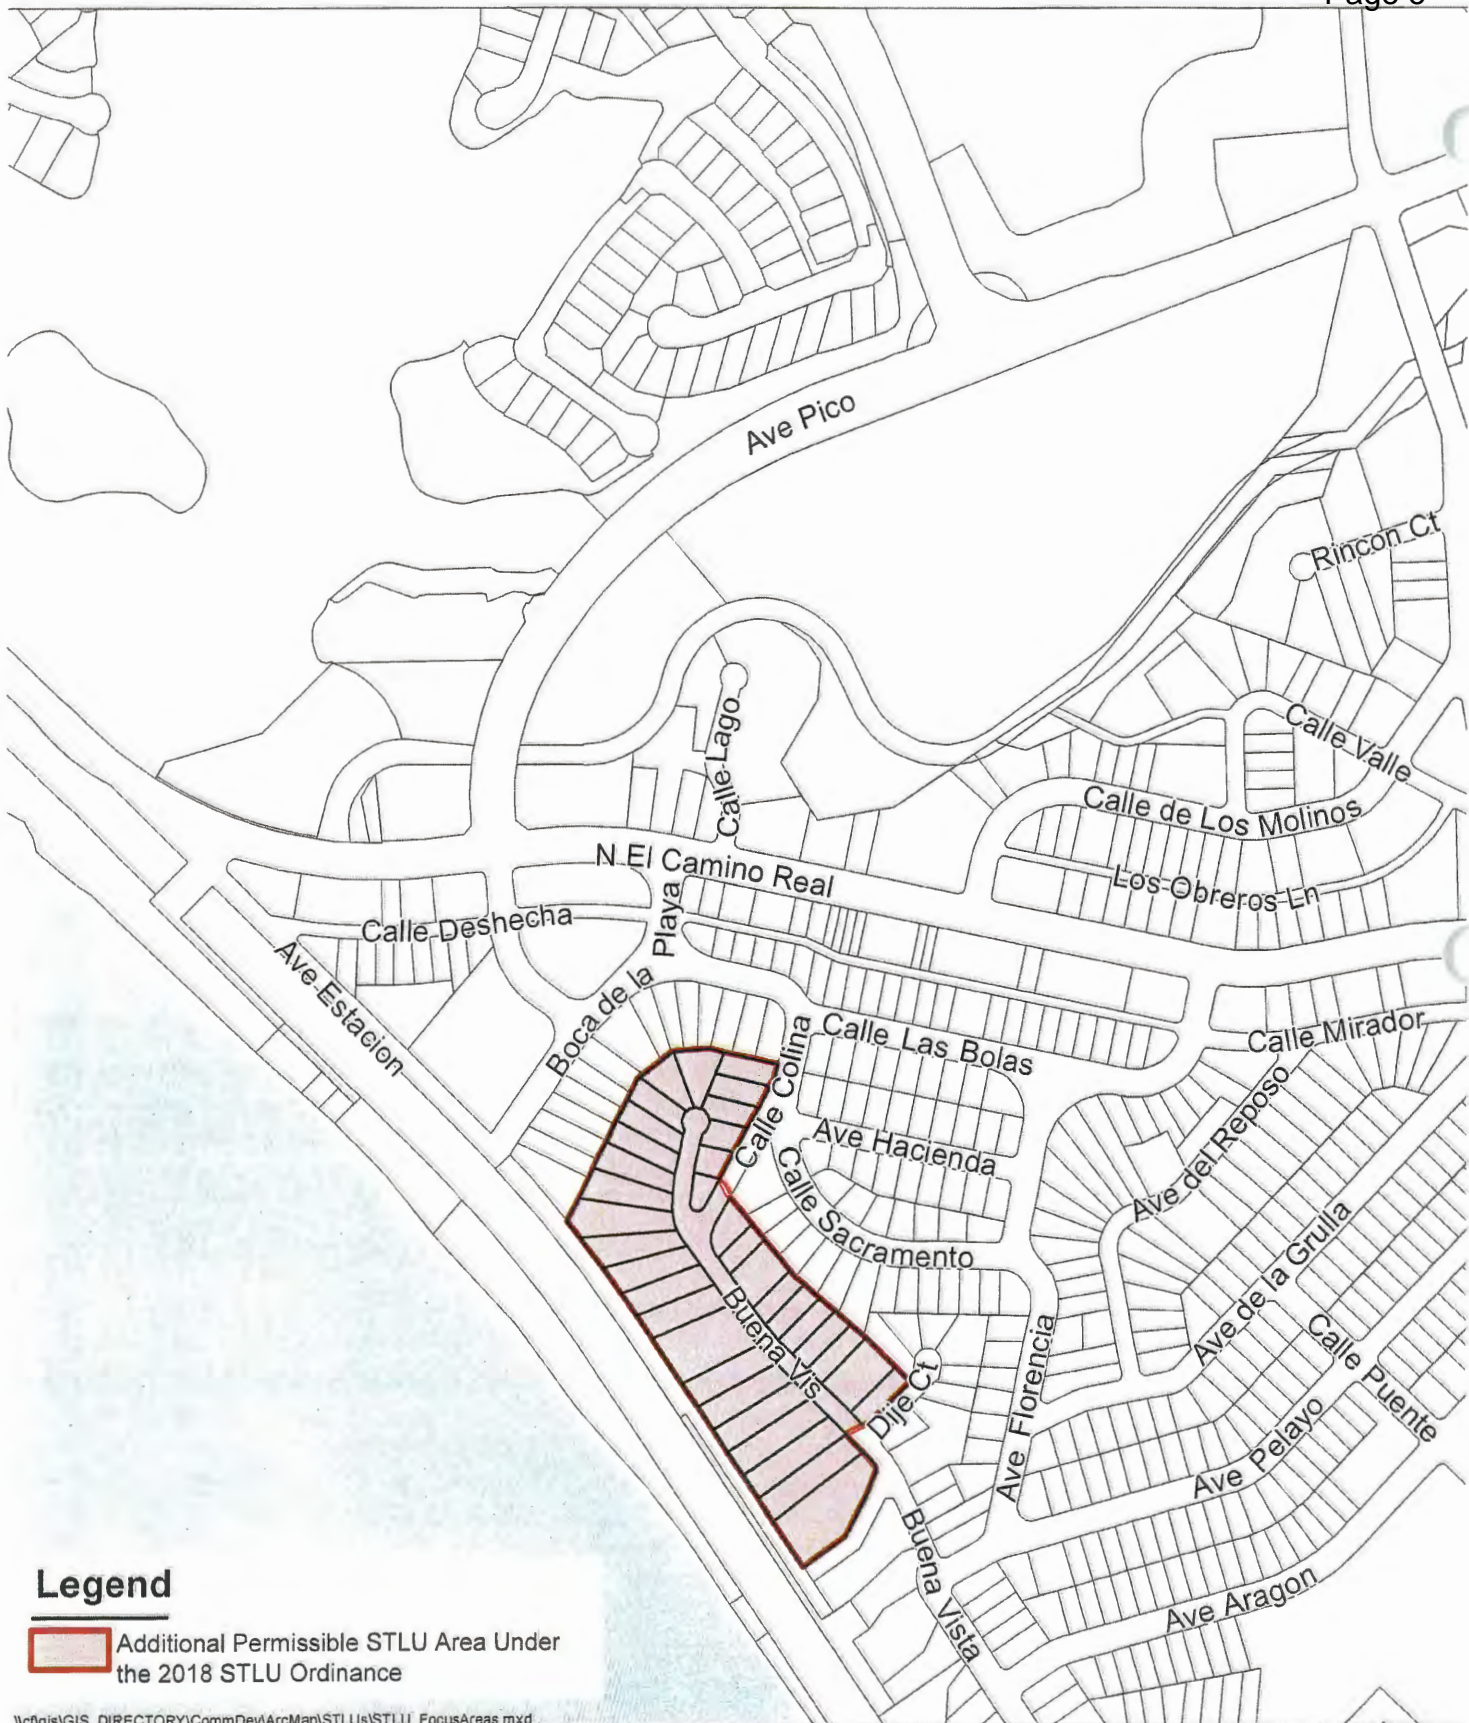 Ave Pico
Rincon Ct
Calle Valle
Calle Lago
Calle de Los Molinos
N El Camino Real
Los Obreros Ln
Calle Deshecha
Boca de la Playa
Ave Estacion
Calle Colina
Calle Las Bolas
Calle Mirador
Ave Hacienda
Calle Sacramento
Ave del Reposo
Ave de la Grulla
Buena Vis
Dije Ct
Ave Florencia
Calle Puente
Ave Pelayo
Buena Vista
Ave Aragon
Legend
Additional Permissible STLU Area Under
the 2018 STLU Ordinance